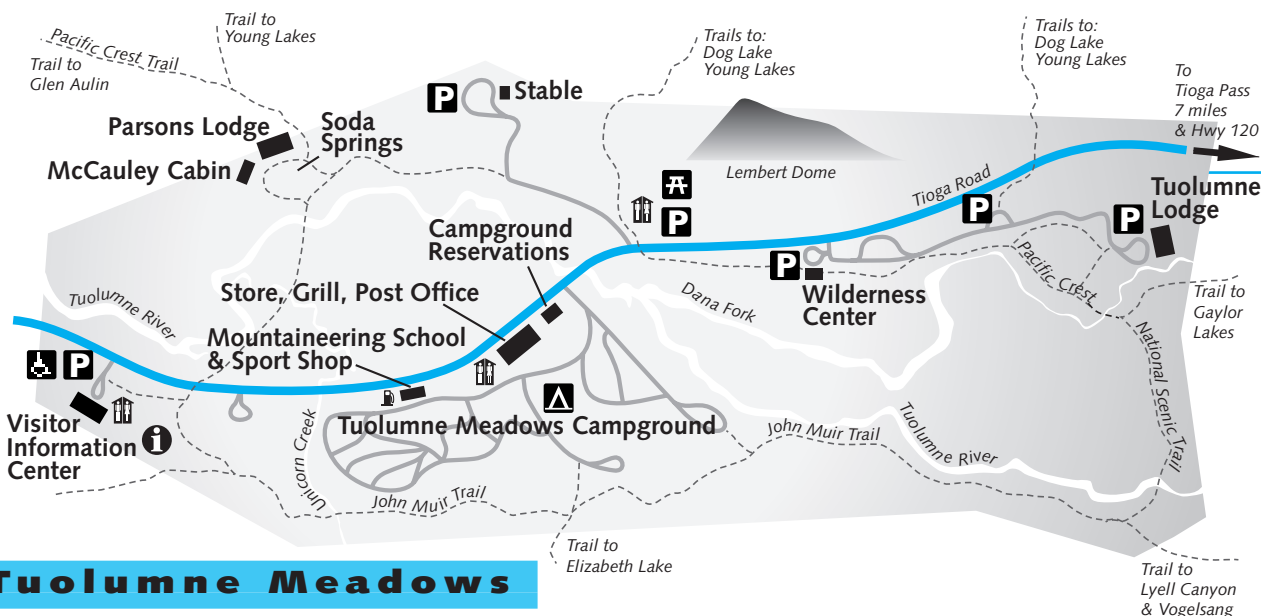 Trail to
Young Lakes
Pacific Crest Trail
Trail to
Glen Aulin
Trails to:
Dog Lake
Young Lakes
Trails to:
Dog Lake
Young Lakes
To
Tioga Pass
7 miles
& Hwy 120
P
Stable
Parsons Lodge
Soda
Springs
McCauley Cabin
Lembert Dome
Tioga Road
Tuolumne
Lodge
P
P
P
Campground
Reservations
P
Wilderness
Center
Pacific Crest
National Scenic Trail
Trail to
Gaylor
Lakes
Dana Fork
Tuolumne River
Store, Grill, Post Office
Mountaineering School
& Sport Shop
P
Visitor
Information
Center
i
Unicorn Creek
Tuolumne Meadows Campground
John Muir Trail
Tuolumne River
John Muir Trail
Trail to
Elizabeth Lake
Trail to
Lyell Canyon
& Vogelsang
Tuolumne Meadows